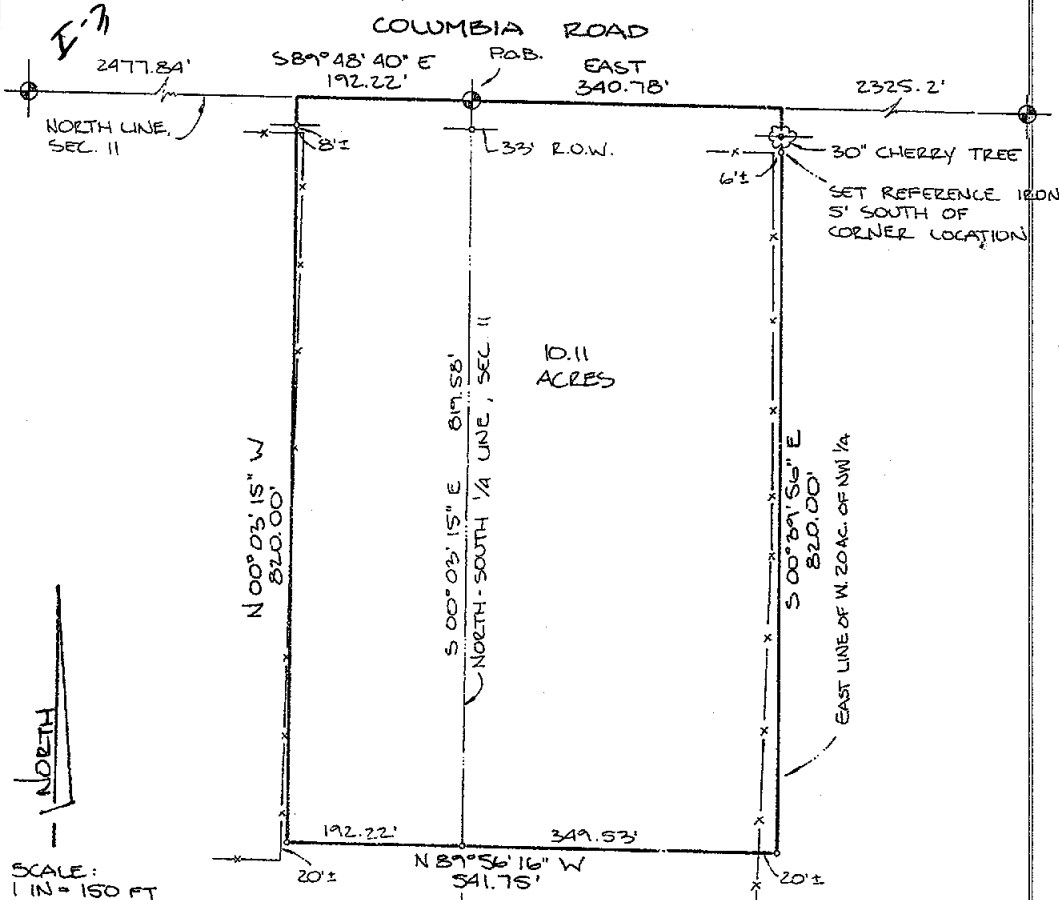 I-7
COLUMBIA ROAD
2477.84'
S 89° 48' 40" E
192.22'
P.O.B.
EAST
340.78'
2325.2'
NORTH LINE,
SEC. 11
8'±
33' R.O.W.
6'±
30" CHERRY TREE
SET REFERENCE IRON
5' SOUTH OF
CORNER LOCATION
10.11
ACRES
N 00° 03' 15" W
820.00'
S 00° 03' 15" E 819.58'
NORTH-SOUTH 1/4 LINE, SEC. 11
S 00° 39' 56" E
820.00'
EAST LINE OF W. 20 AC. OF NW 1/4
NORTH
SCALE:
1 IN = 150 FT
192.22'
349.53'
N 89° 56' 16" W
541.75'
20'±
20'±